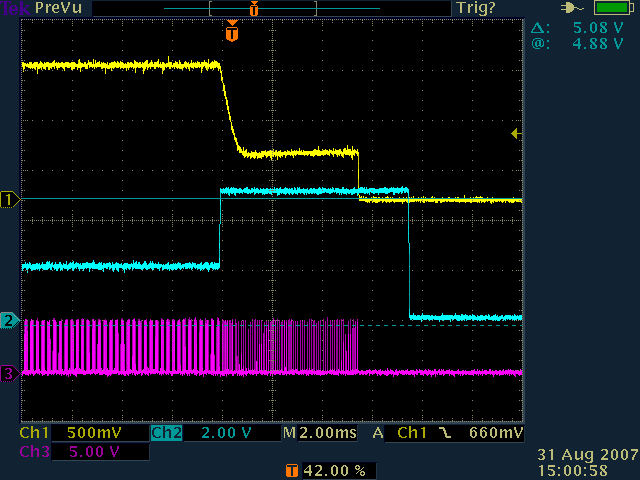 Tek PreVu Trig?
T
T
Δ: 5.08 V
@: 4.88 V
1
2
3
Ch1 500mV Ch2 2.00 V M 2.00ms A Ch1 660mV
Ch3 5.00 V
T 42.00 %
31 Aug 2007
15:00:58